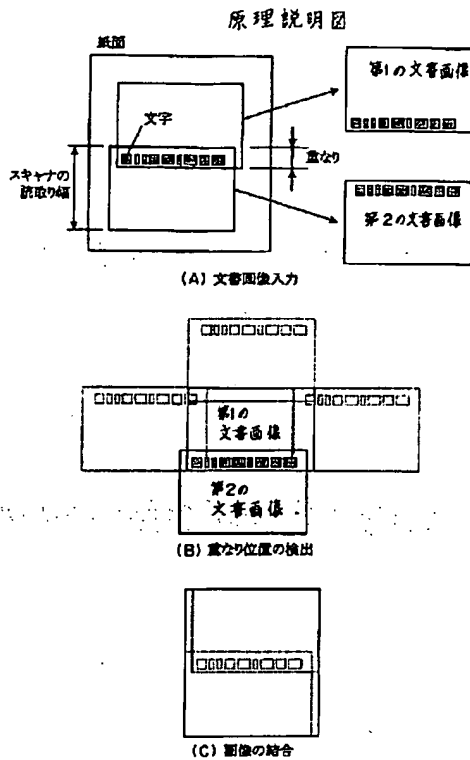 原理説明図
紙面
第1の文書画像
文字
重なり
スキャナの
読取り幅
第2の文書画像
(A) 文書画像入力
第1の
文書画像
第2の
文書画像
(B) 重なり位置の検出
(C) 画像の結合